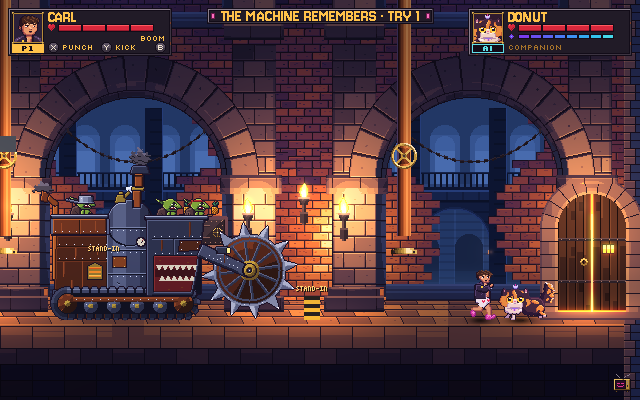 CARL
THE MACHINE REMEMBERS · TRY 1
DONUT
BOOM
P1
X PUNCH Y KICK B
AI
COMPANION
STAND-IN
STAND-IN